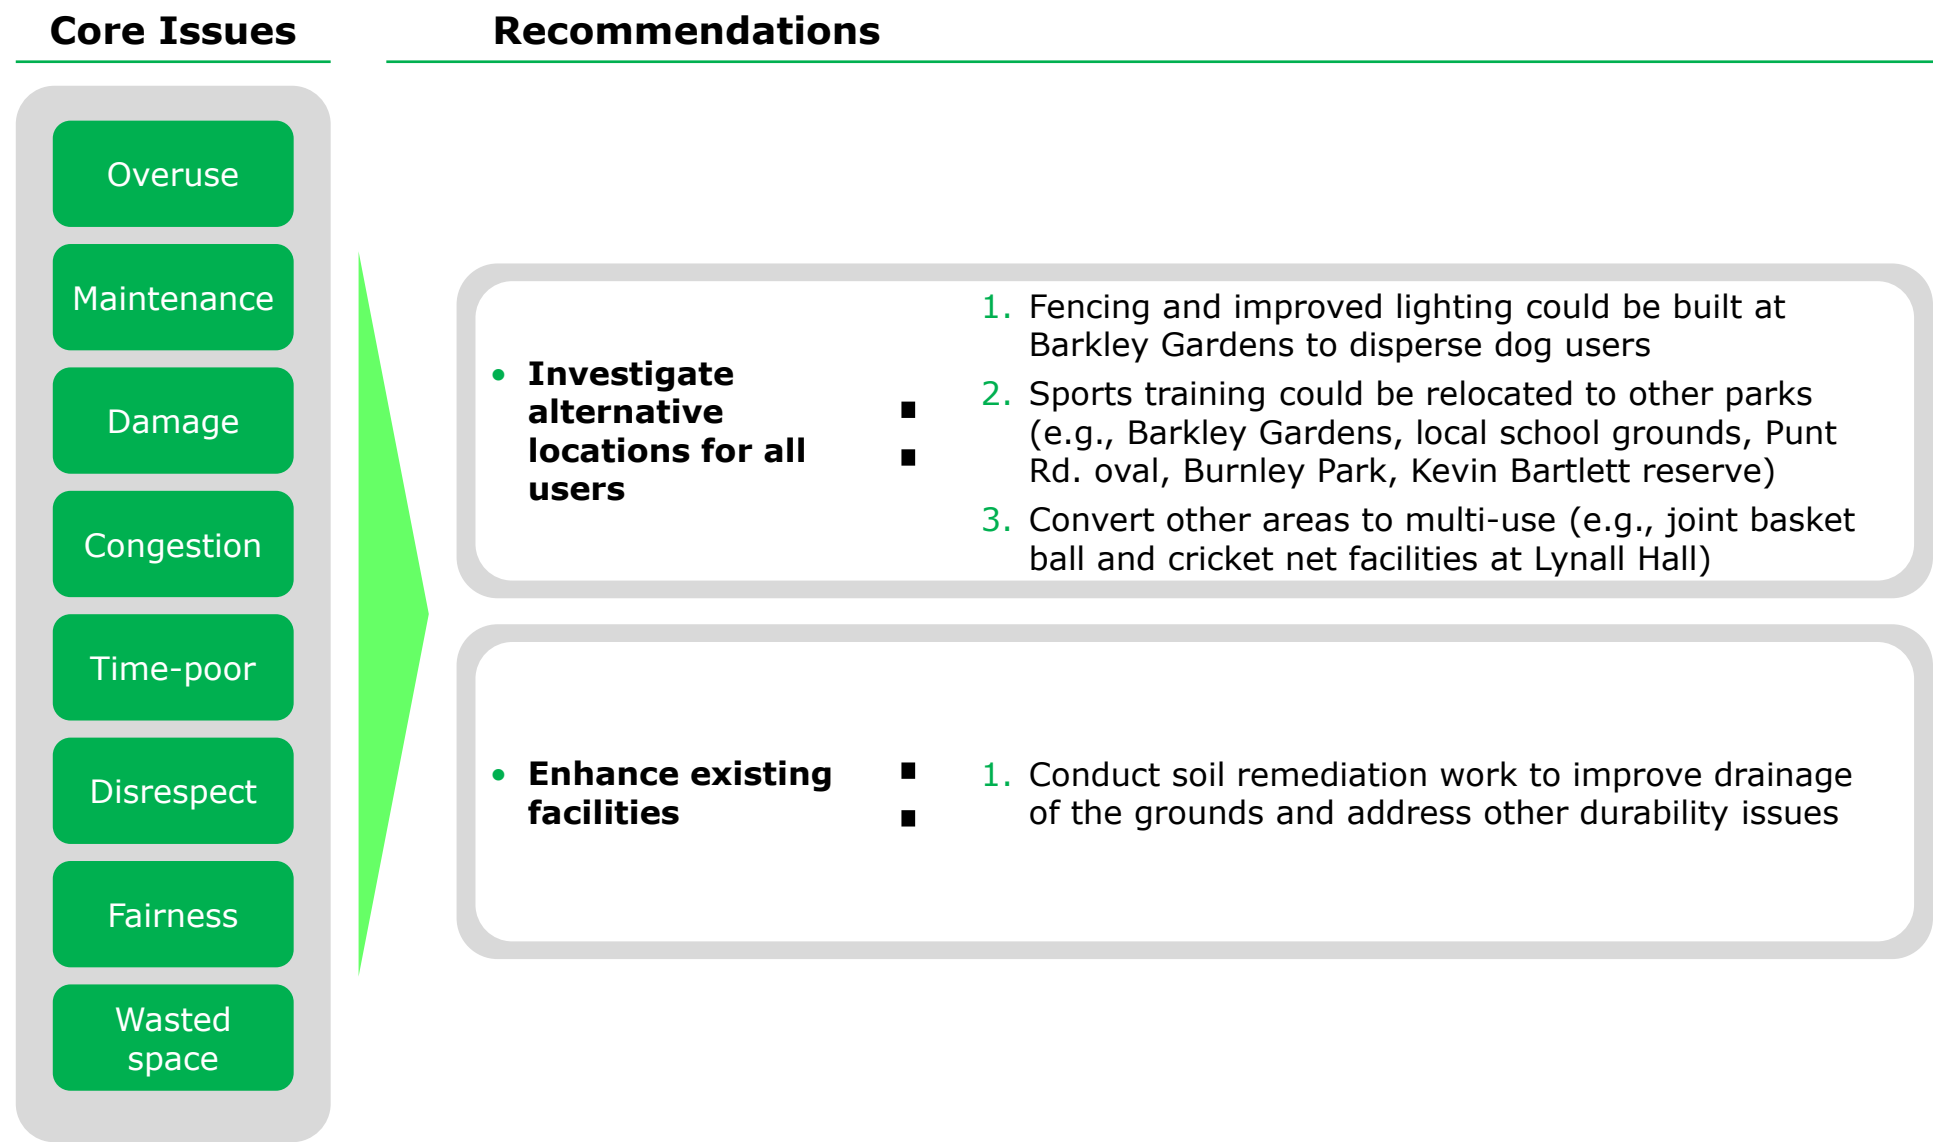 Core Issues
Recommendations
Overuse
Maintenance
Damage
Congestion
Time-poor
Disrespect
Fairness
Wasted
space
• Investigate
alternative
locations for all
users
1. Fencing and improved lighting could be built at
Barkley Gardens to disperse dog users
2. Sports training could be relocated to other parks
(e.g., Barkley Gardens, local school grounds, Punt
Rd. oval, Burnley Park, Kevin Bartlett reserve)
3. Convert other areas to multi-use (e.g., joint basket
ball and cricket net facilities at Lynall Hall)
• Enhance existing
facilities
1. Conduct soil remediation work to improve drainage
of the grounds and address other durability issues